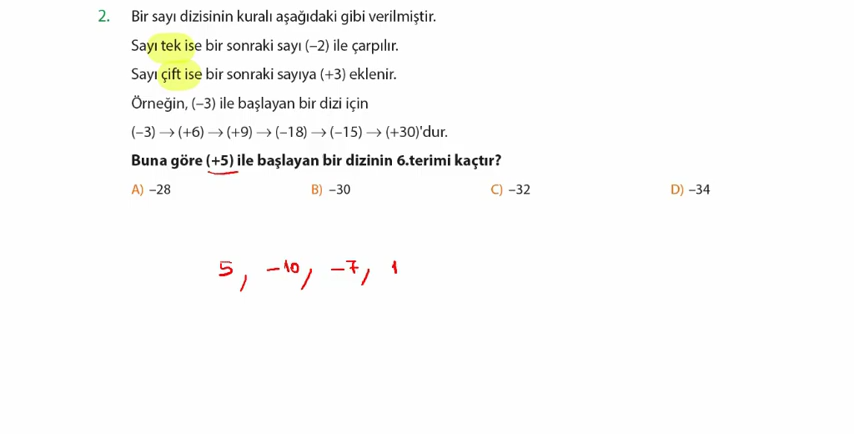 2. Bir sayı dizisinin kuralı aşağıdaki gibi verilmiştir.
Sayı tek ise bir sonraki sayı (–2) ile çarpılır.
Sayı çift ise bir sonraki sayıya (+3) eklenir.
Örneğin, (–3) ile başlayan bir dizi için
(–3) → (+6) → (+9) → (–18) → (–15) → (+30)'dur.
Buna göre (+5) ile başlayan bir dizinin 6.terimi kaçtır?
A) –28 B) –30 C) –32 D) –34
5, -10, -7, 1